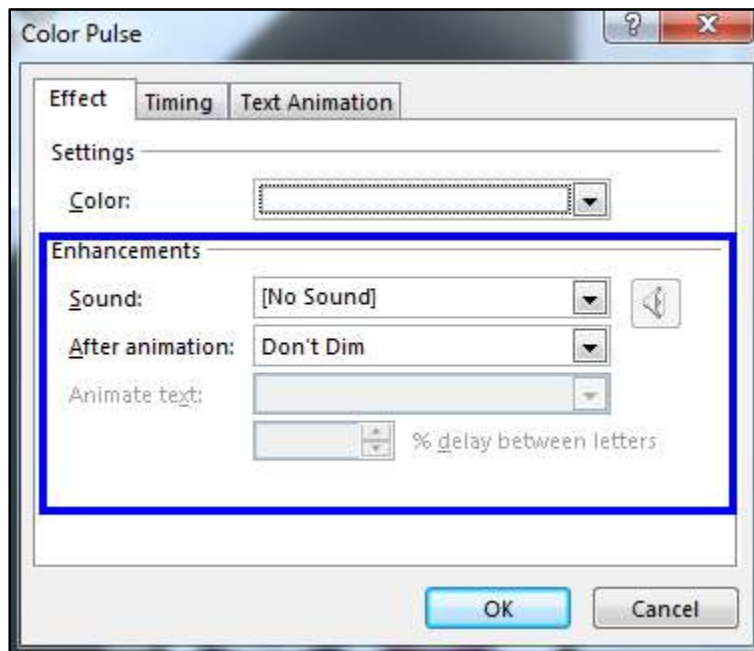 Color Pulse
Effect Timing Text Animation
Settings
Color:
Enhancements
Sound: [No Sound]
After animation: Don't Dim
Animate text:
% delay between letters
OK Cancel